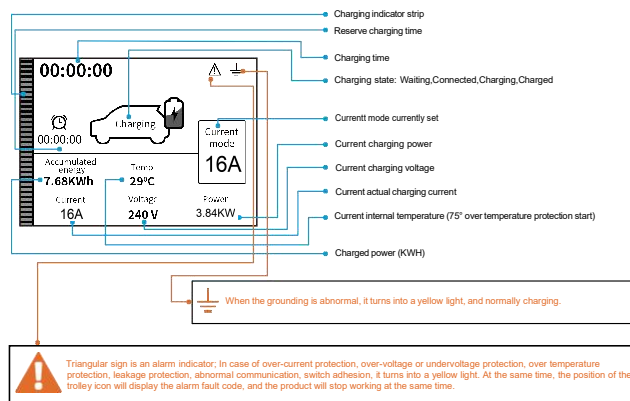 Charging indicator strip
Reserve charging time
Charging time
Charging state: Waiting,Connected,Charging,Charged
Current mode currently set
Current charging power
Current charging voltage
Current actual charging current
Current internal temperature (75° over temperature protection start)
Charged power (KWH)
00:00:00
Charging
00:00:00
Current
mode
16A
Accumulated
energy
7.68KWh
Temp
29°C
Current
16A
Voltage
240 V
Power
3.84KW
When the grounding is abnormal, it turns into a yellow light, and normally charging.
Triangular sign is an alarm indicator; In case of over-current protection, over-voltage or undervoltage protection, over temperature
protection, leakage protection, abnormal communication, switch adhesion, it turns into a yellow light. At the same time, the position of the
trolley icon will display the alarm fault code, and the product will stop working at the same time.